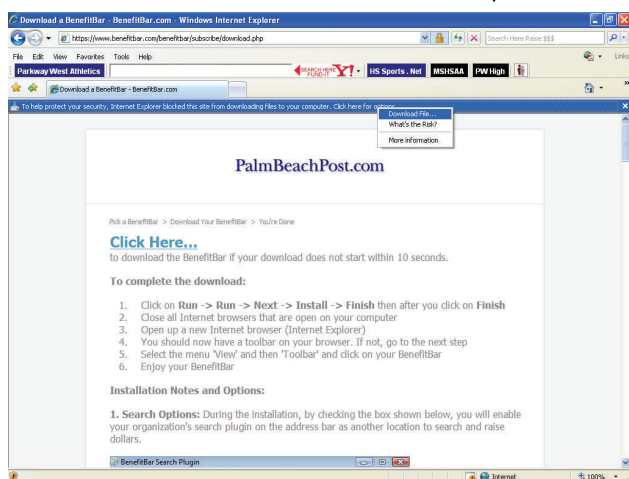 Download a BenefitBar - BenefitBar.com - Windows Internet Explorer
https://www.benefitbar.com/benefitbar/subscribe/download.php
Search Here Raise $$$
File Edit View Favorites Tools Help
Links
Parkway West Athletics
SEARCH HERE
FUND-IT
Y!
HS Sports . Net
MSHSAA
PW High
Download a BenefitBar - BenefitBar.com
To help protect your security, Internet Explorer blocked this site from downloading files to your computer. Click here for options...
Download File...
What's the Risk?
More information
PalmBeachPost.com
Pick a BenefitBar > Download Your BenefitBar > You're Done
Click Here...
to download the BenefitBar if your download does not start within 10 seconds.
To complete the download:
1. Click on Run -> Run -> Next -> Install -> Finish then after you click on Finish
2. Close all Internet browsers that are open on your computer
3. Open up a new Internet browser (Internet Explorer)
4. You should now have a toolbar on your browser. If not, go to the next step
5. Select the menu 'View' and then 'Toolbar' and click on your BenefitBar
6. Enjoy your BenefitBar
Installation Notes and Options:
1. Search Options: During the installation, by checking the box shown below, you will enable
your organization's search plugin on the address bar as another location to search and raise
dollars.
BenefitBar Search Plugin
Internet
100%